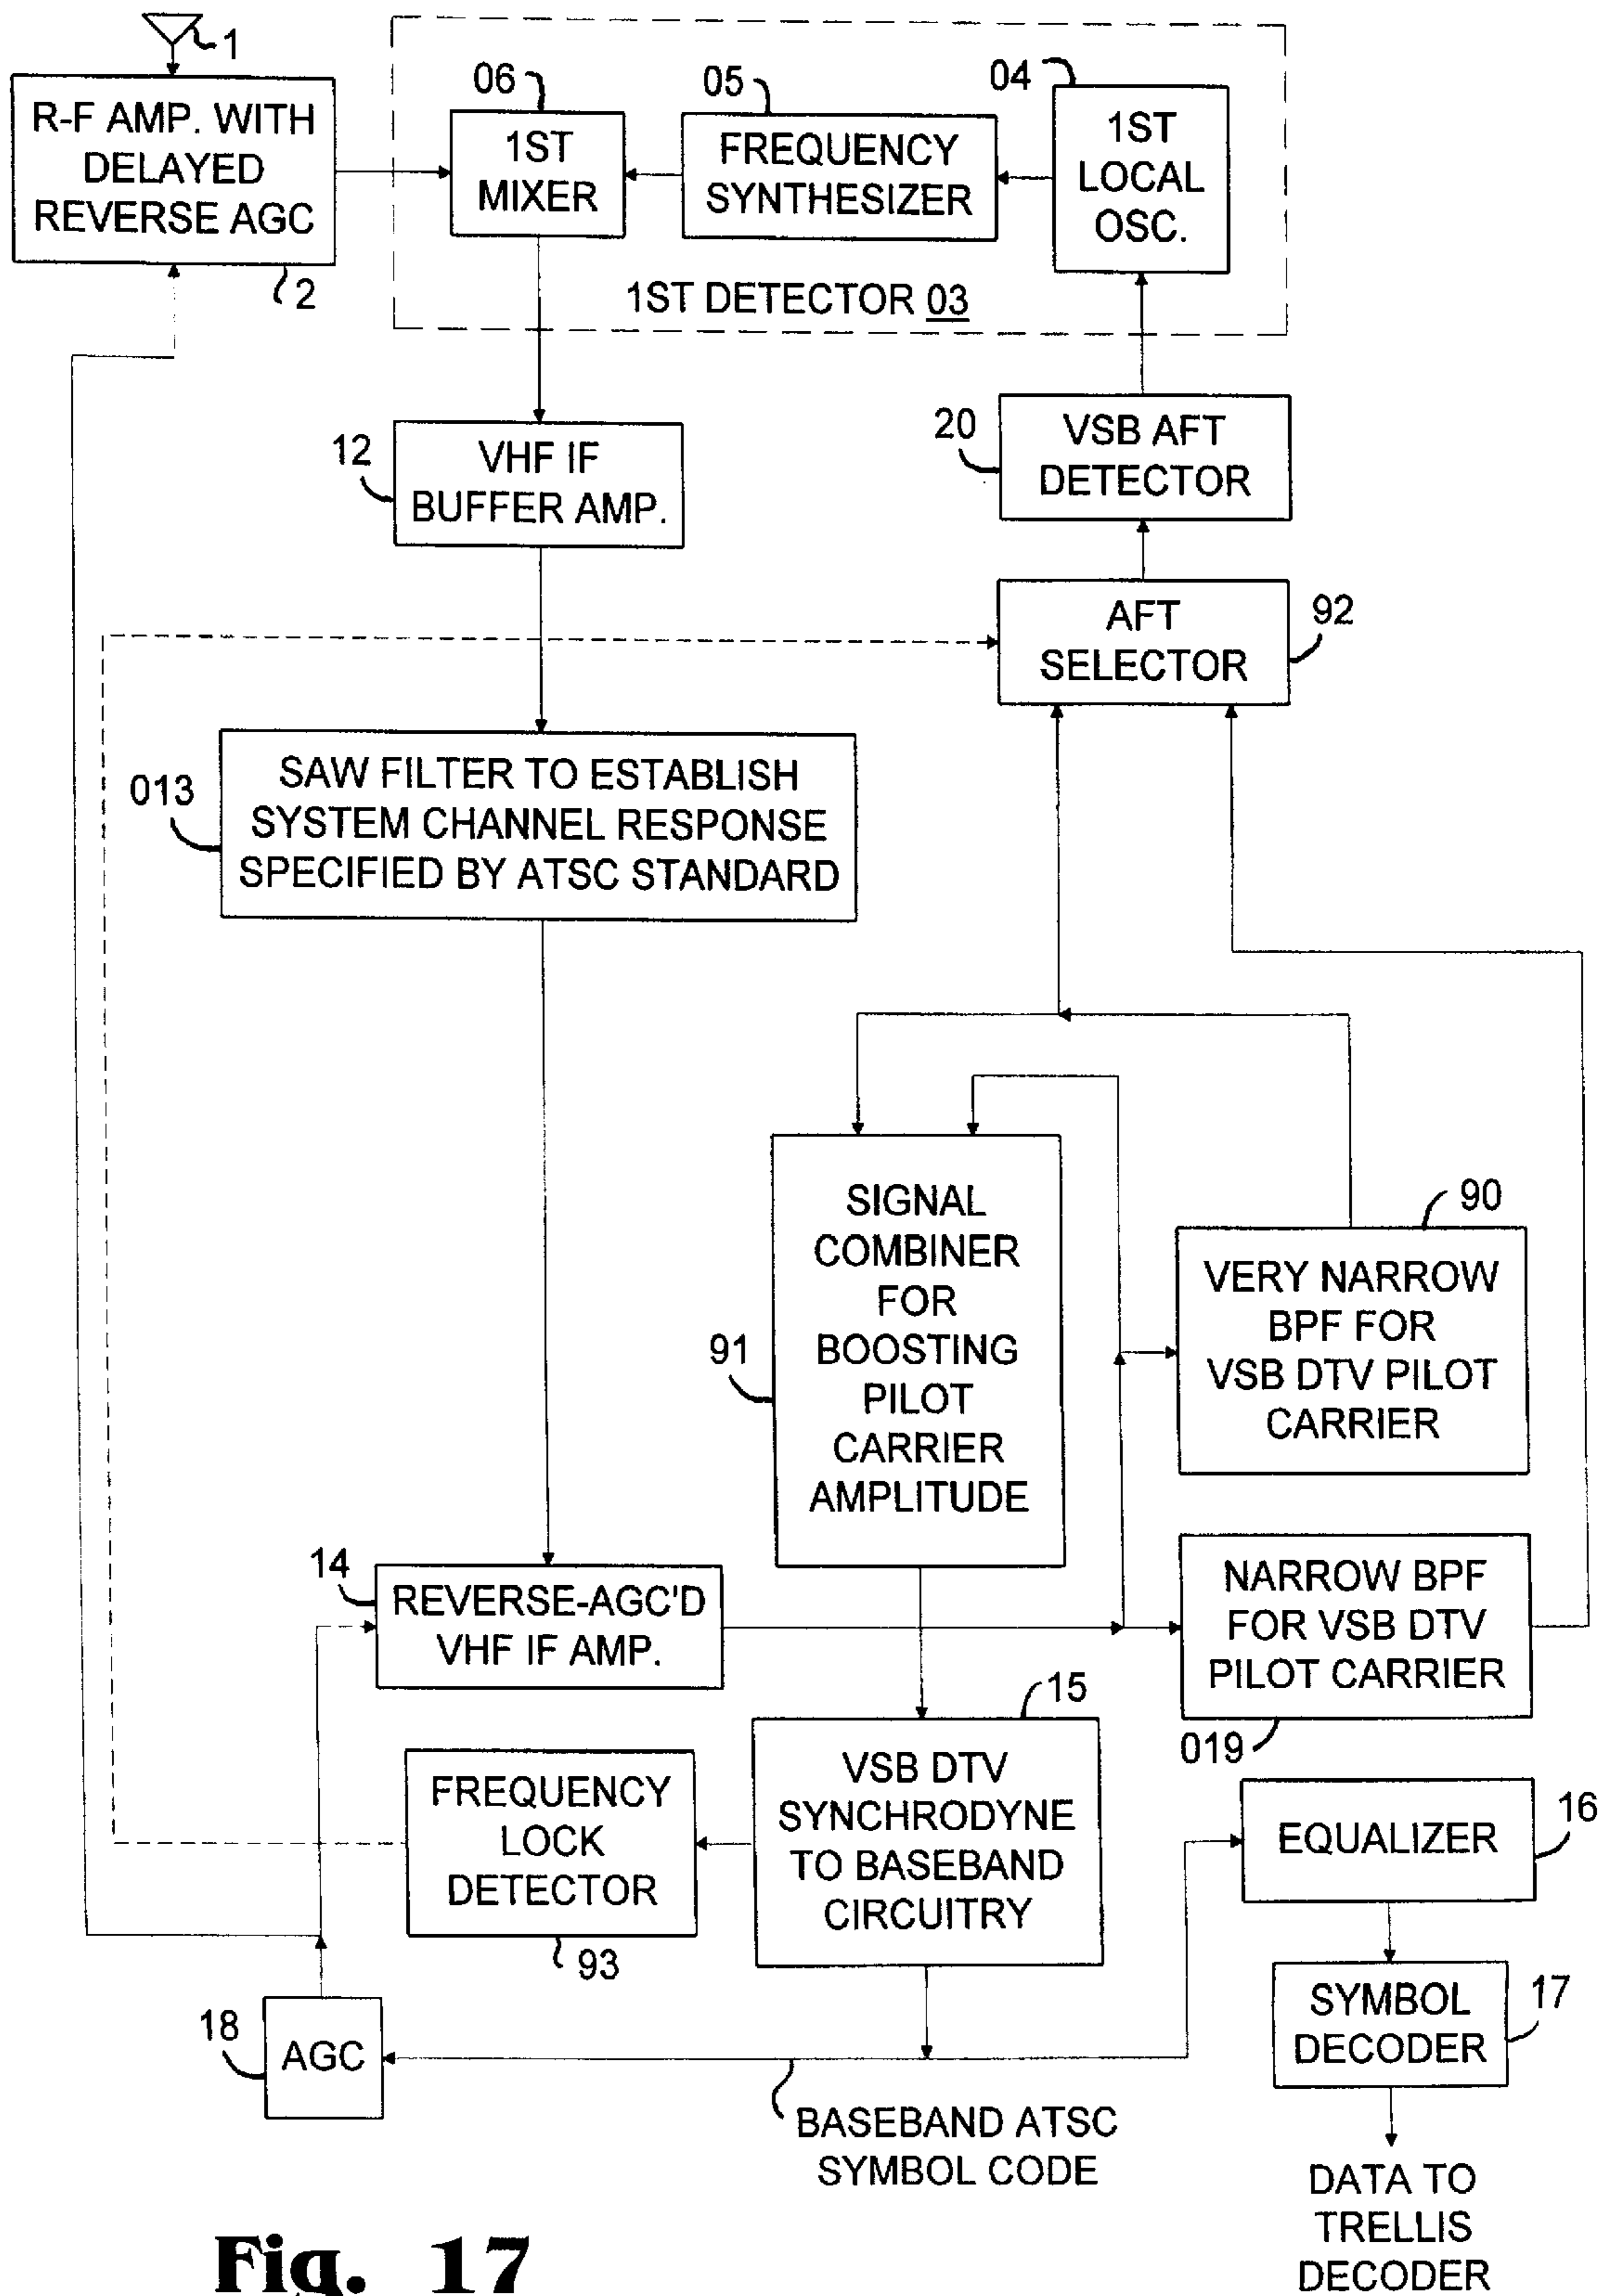 1
R-F AMP. WITH
DELAYED
REVERSE AGC
2
06
1ST
MIXER
05
FREQUENCY
SYNTHESIZER
04
1ST
LOCAL
OSC.
1ST DETECTOR 03
12
VHF IF
BUFFER AMP.
20
VSB AFT
DETECTOR
AFT
SELECTOR
92
013
SAW FILTER TO ESTABLISH
SYSTEM CHANNEL RESPONSE
SPECIFIED BY ATSC STANDARD
91
SIGNAL
COMBINER
FOR
BOOSTING
PILOT
CARRIER
AMPLITUDE
90
VERY NARROW
BPF FOR
VSB DTV PILOT
CARRIER
14
REVERSE-AGC'D
VHF IF AMP.
NARROW BPF
FOR VSB DTV
PILOT CARRIER
019
FREQUENCY
LOCK
DETECTOR
93
15
VSB DTV
SYNCHRODYNE
TO BASEBAND
CIRCUITRY
EQUALIZER
16
18
AGC
SYMBOL
DECODER
17
BASEBAND ATSC
SYMBOL CODE
DATA TO
TRELLIS
DECODER
Fig. 17